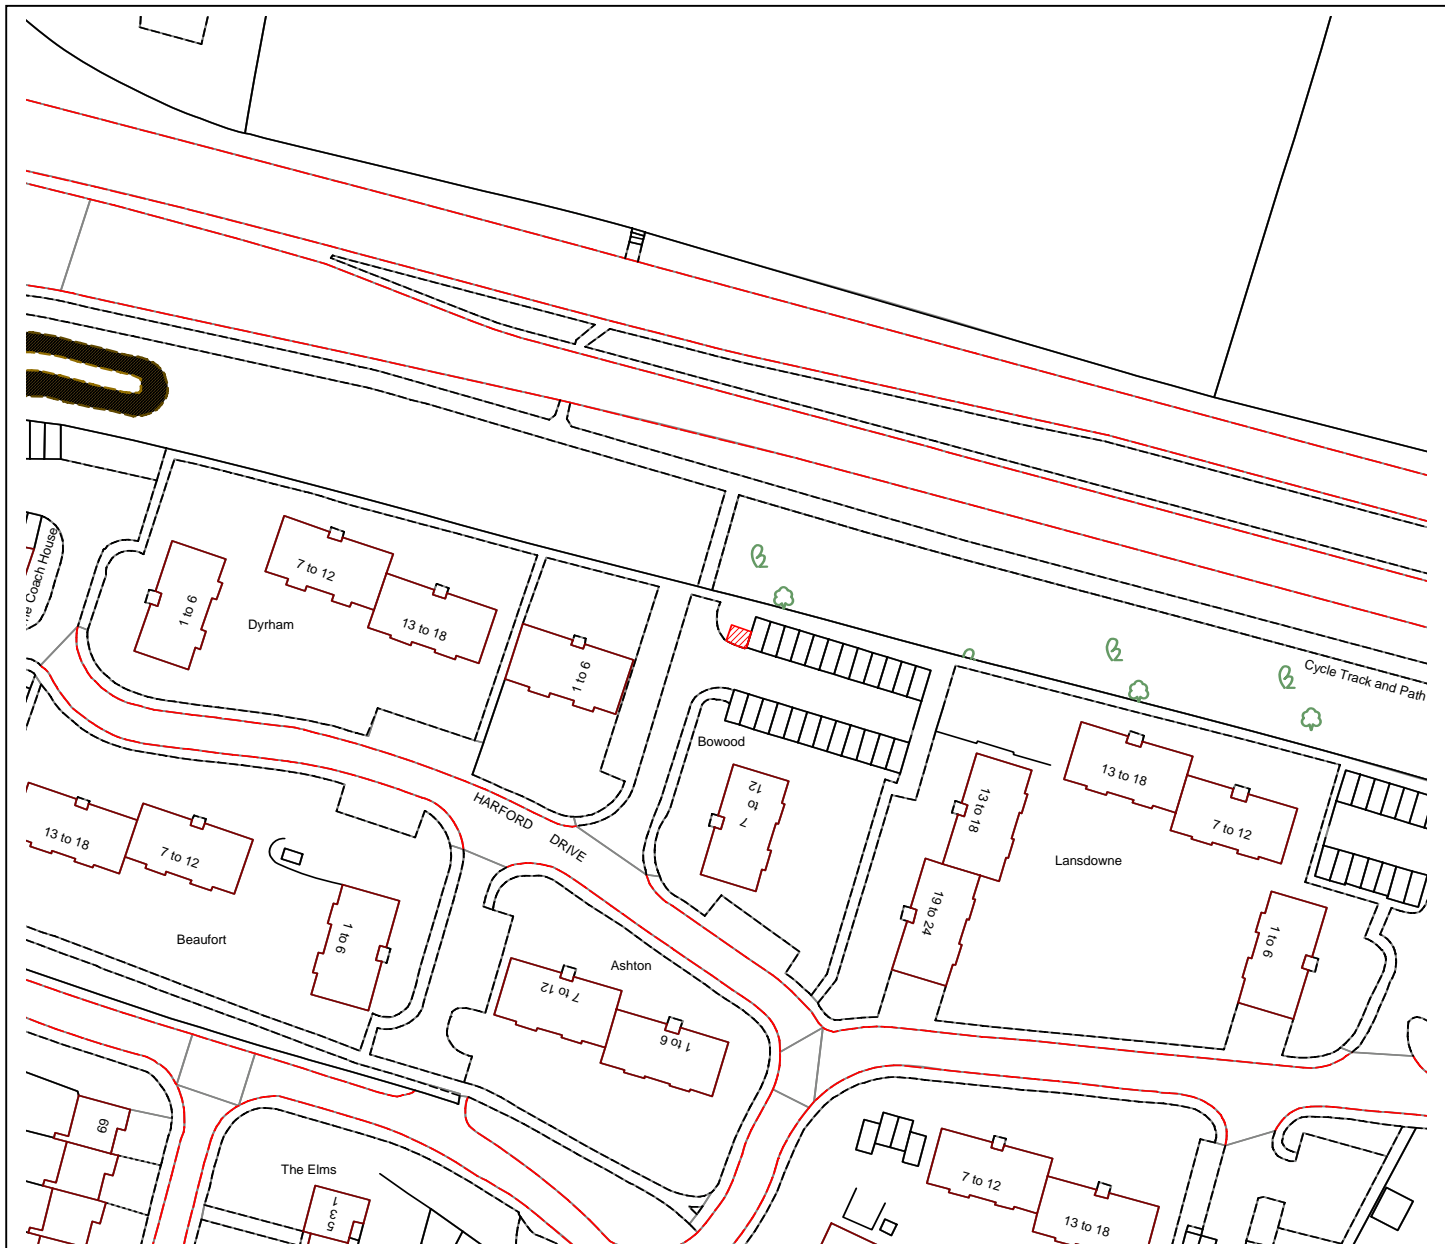 The Coach House
1 to 6
7 to 12
13 to 18
Dyrham
1 to 6
Cycle Track and Path
Bowood
7 to 12
HARFORD DRIVE
13 to 18
13 to 18
7 to 12
Lansdowne
19 to 24
1 to 6
13 to 18
7 to 12
1 to 6
Beaufort
Ashton
7 to 12
1 to 6
69
The Elms
1
3
5
7 to 12
13 to 18